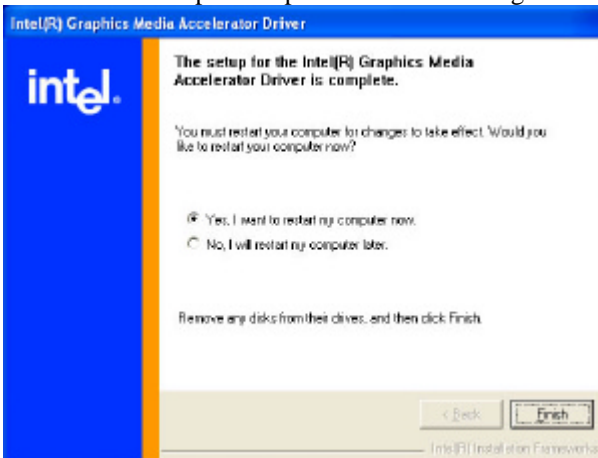 Intel(R) Graphics Media Accelerator Driver
intel.
The setup for the Intel(R) Graphics Media
Accelerator Driver is complete.
You must restart your computer for changes to take effect. Would you
like to restart your computer now?
Yes, I want to restart my computer now.
No, I will restart my computer later.
Remove any disks from their drives, and then click Finish.
< Back
Finish
Intel(R) Installation Frameworks